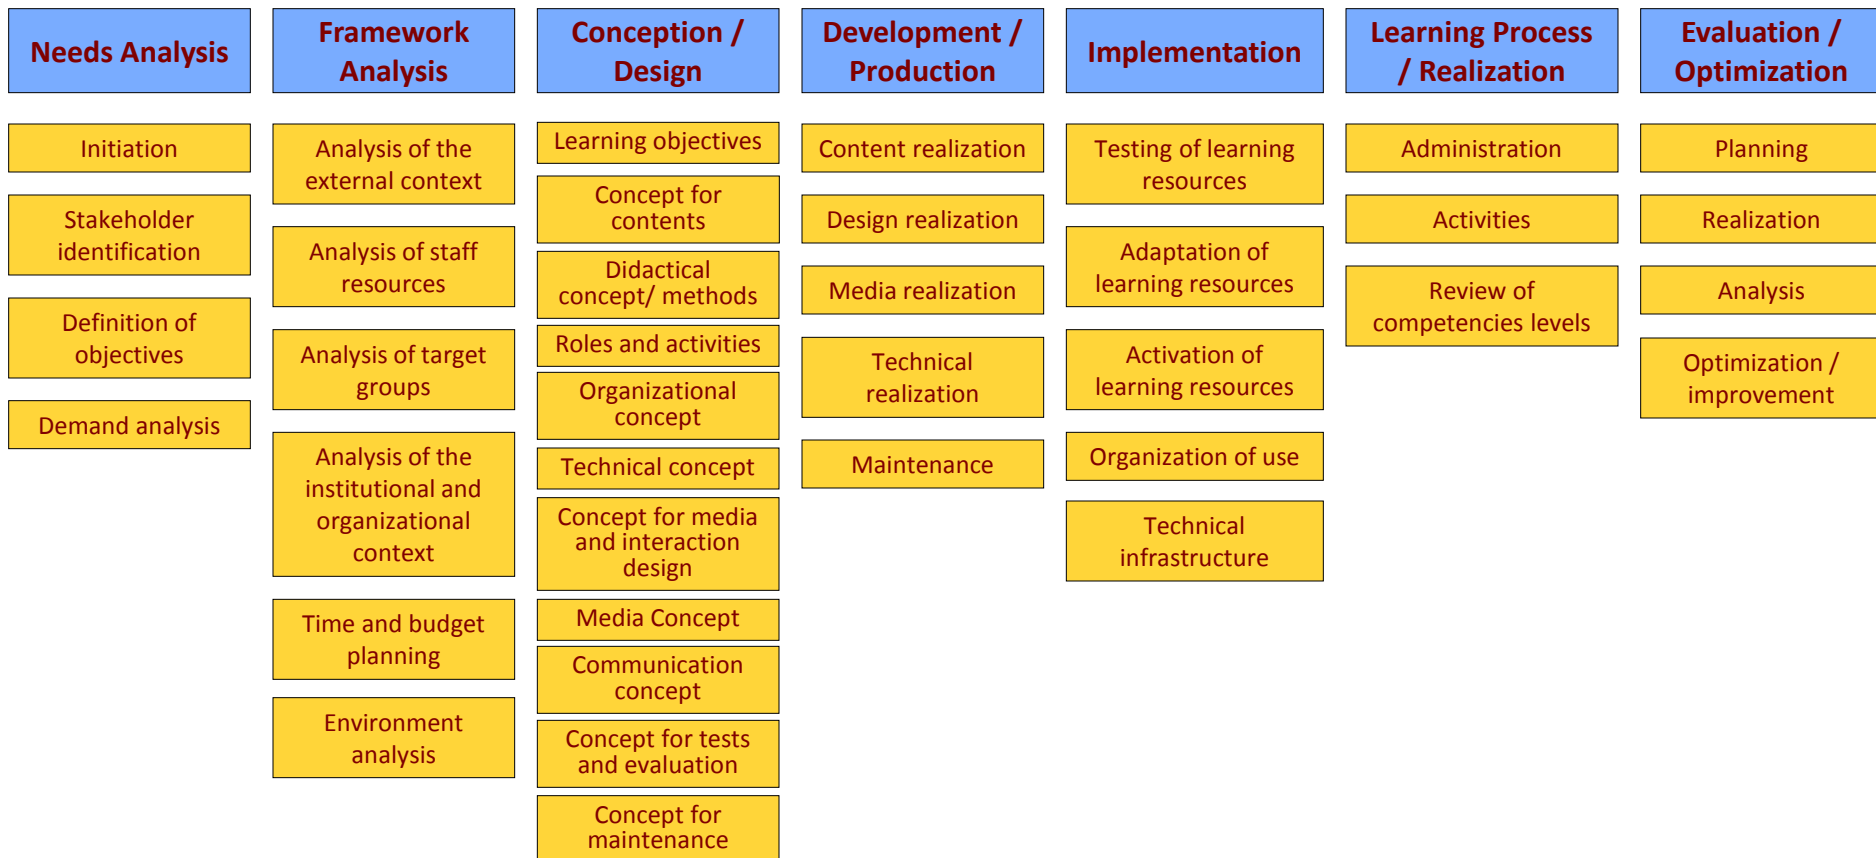 Needs Analysis
Initiation
Stakeholder
identification
Definition of
objectives
Demand analysis
Framework
Analysis
Analysis of the
external context
Analysis of staff
resources
Analysis of target
groups
Analysis of the
institutional and
organizational
context
Time and budget
planning
Environment
analysis
Conception /
Design
Learning objectives
Concept for
contents
Didactical
concept/ methods
Roles and activities
Organizational
concept
Technical concept
Concept for media
and interaction
design
Media Concept
Communication
concept
Concept for tests
and evaluation
Concept for
maintenance
Development /
Production
Content realization
Design realization
Media realization
Technical
realization
Maintenance
Implementation
Testing of learning
resources
Adaptation of
learning resources
Activation of
learning resources
Organization of use
Technical
infrastructure
Learning Process
/ Realization
Administration
Activities
Review of
competencies levels
Evaluation /
Optimization
Planning
Realization
Analysis
Optimization /
improvement